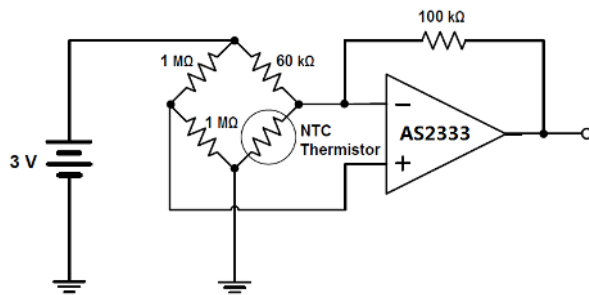 100 kΩ
1 MΩ
60 kΩ
1 MΩ
NTC
Thermistor
−
AS2333
+
3 V